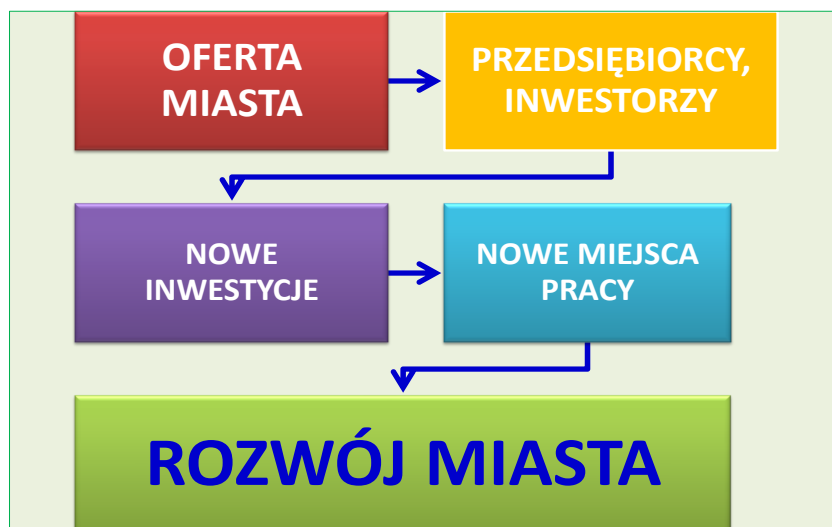 OFERTA
MIASTA
PRZEDSIĘBIORCY,
INWESTORZY
NOWE
INWESTYCJE
NOWE MIEJSCA
PRACY
ROZWÓJ MIASTA